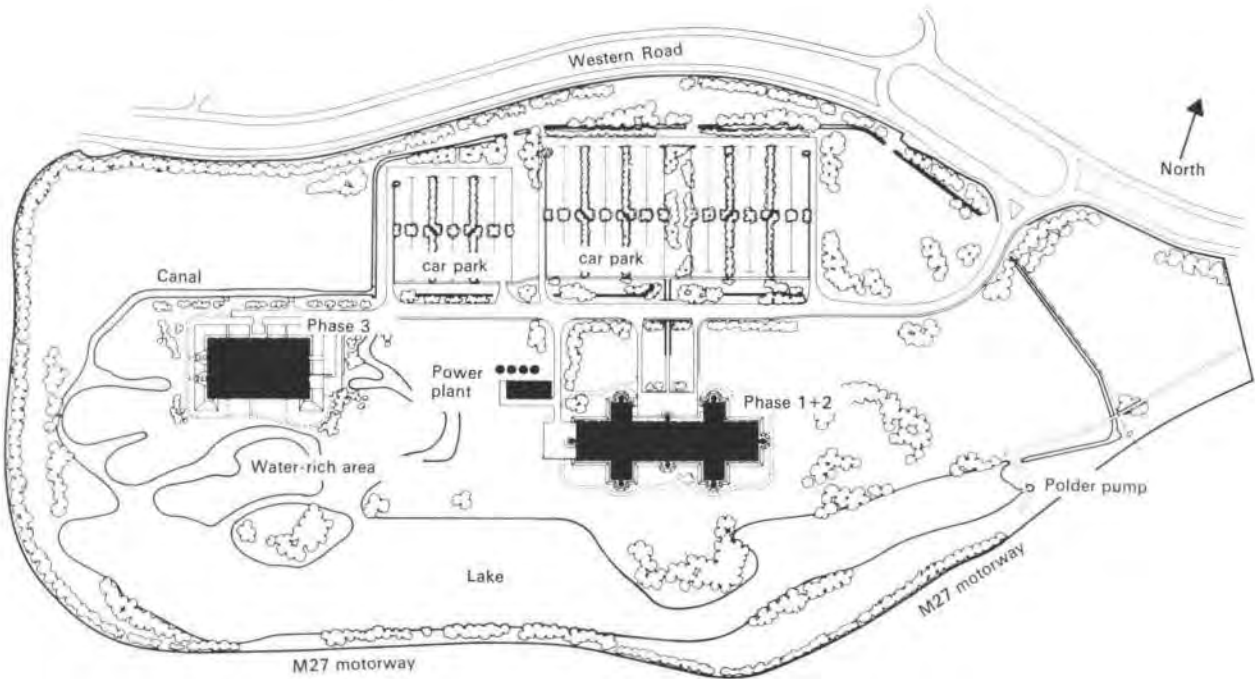 Western Road
North
car park
car park
Canal
Phase 3
Power
plant
Phase 1+2
Water-rich area
Polder pump
Lake
M27 motorway
M27 motorway